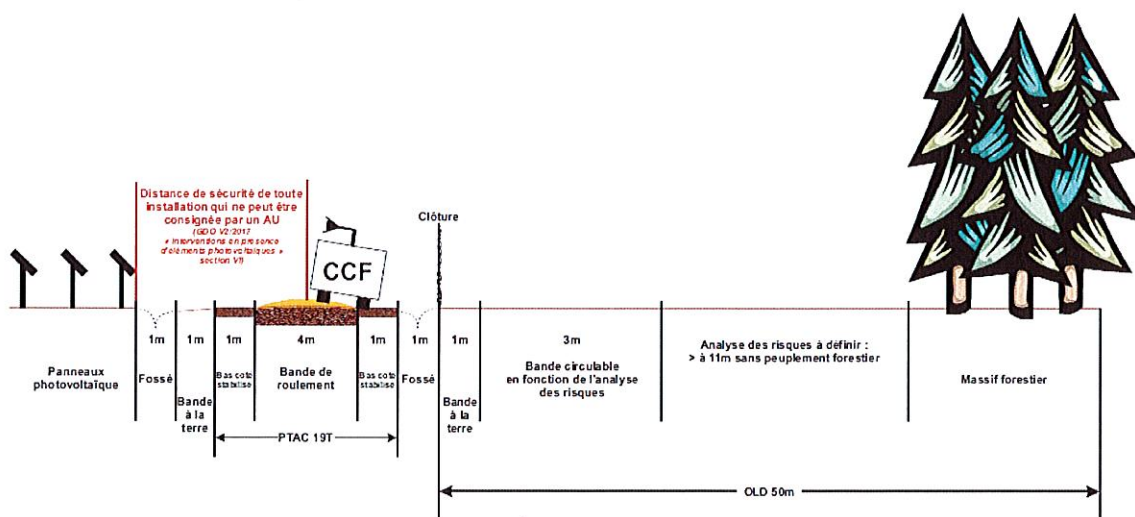 Distance de sécurité de toute
installation qui ne peut être
consignée par un AU
(GDO V2/2017
« Interventions en présence
d'éléments photovoltaïques »
section VI)
Clôture
CCF
1m
1m
1m
4m
1m
1m
1m
3m
Analyse des risques à définir :
> à 11m sans peuplement forestier
Panneaux
photovoltaïque
Fossé
Bas coté
stabilisé
Bande de
roulement
Bas coté
stabilisé
Fossé
Bande circulable
en fonction de l'analyse
des risques
Massif forestier
Bande
à la
terre
Bande
à la
terre
PTAC 19T
OLD 50m